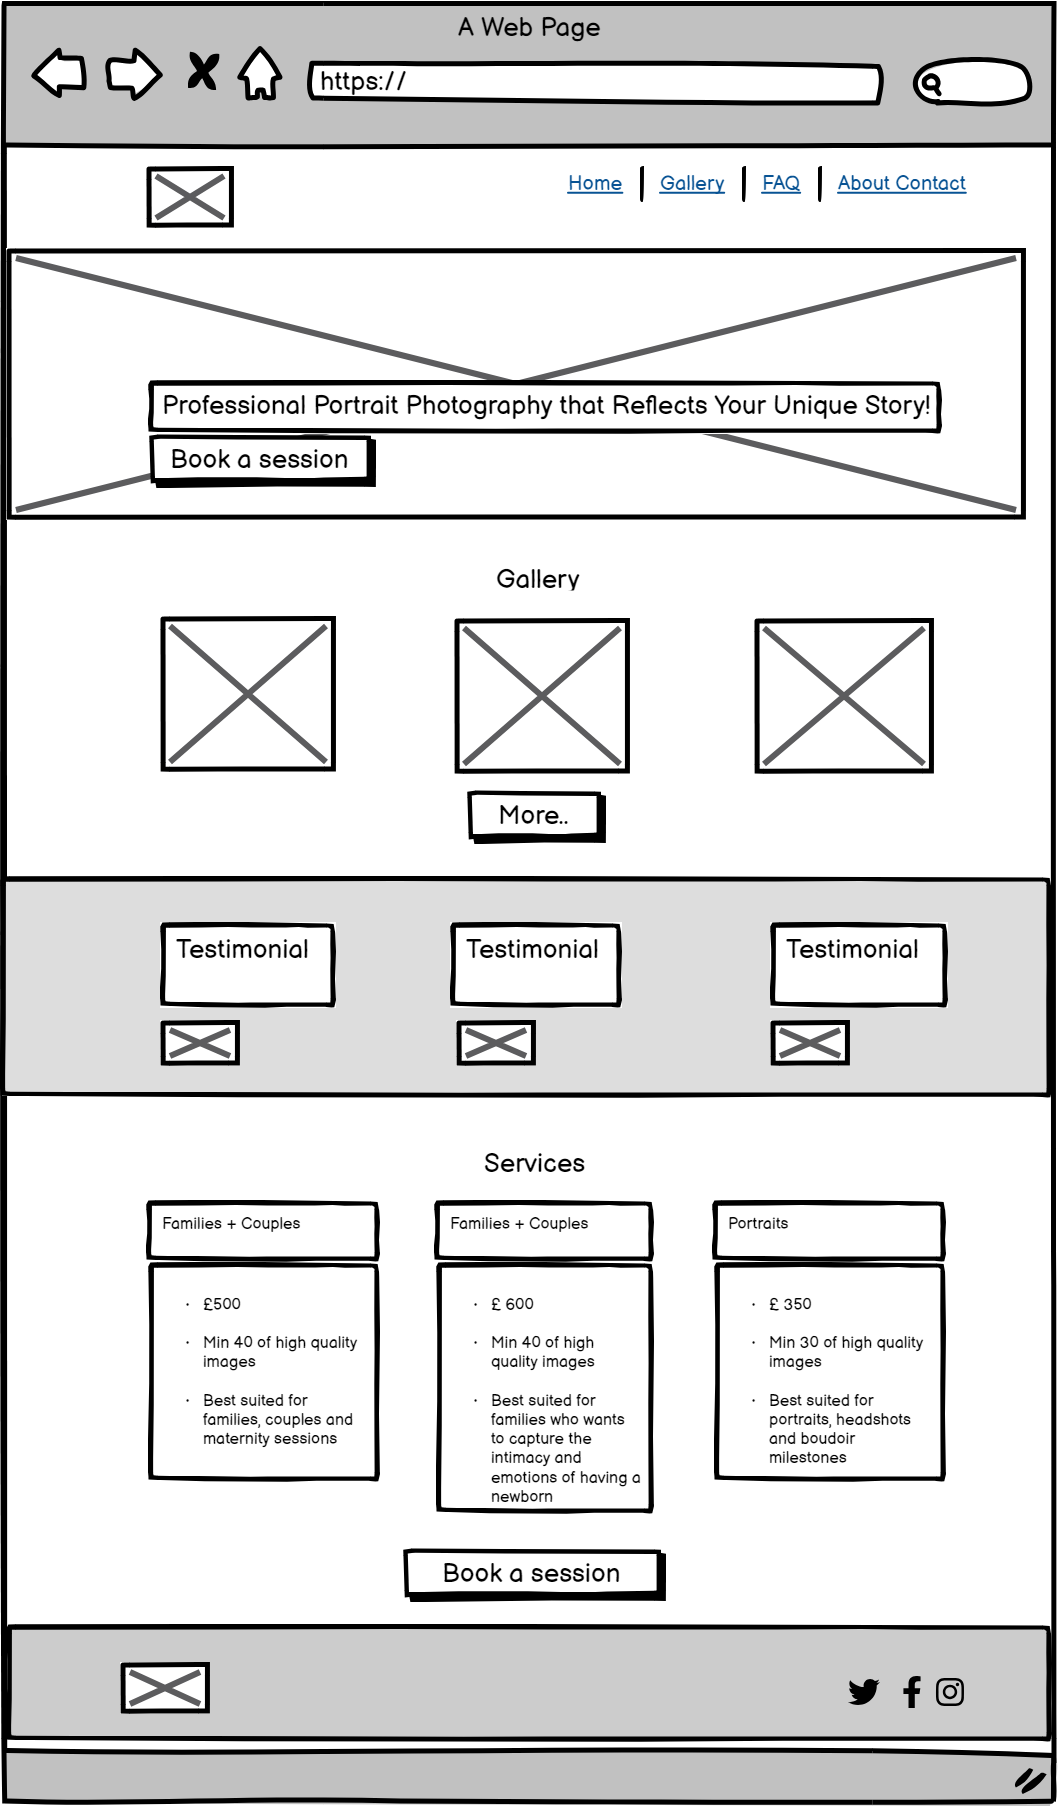 A Web Page
https://
Home Gallery FAQ About Contact
Professional Portrait Photography that Reflects Your Unique Story!
Book a session
Gallery
More..
Testimonial Testimonial Testimonial
Services
Families + Couples
· £500
· Min 40 of high quality
images
· Best suited for
families, couples and
maternity sessions
Families + Couples
· £ 600
· Min 40 of high
quality images
· Best suited for
families who wants
to capture the
intimacy and
emotions of having a
newborn
Portraits
· £ 350
· Min 30 of high quality
images
· Best suited for
portraits, headshots
and boudoir
milestones
Book a session